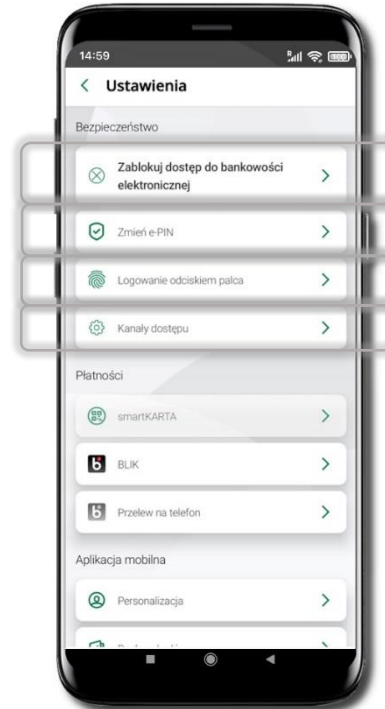 14:59
R
Ustawienia
Bezpieczeństwo
Zablokuj dostęp do bankowości
elektronicznej
Zmień e-PIN
Logowanie odciskiem palca
Kanały dostępu
Płatności
smartKARTA
BLIK
Przelew na telefon
Aplikacja mobilna
Personalizacja